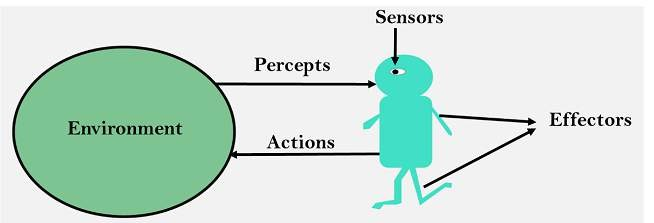 Sensors
Percepts
Environment
Effectors
Actions